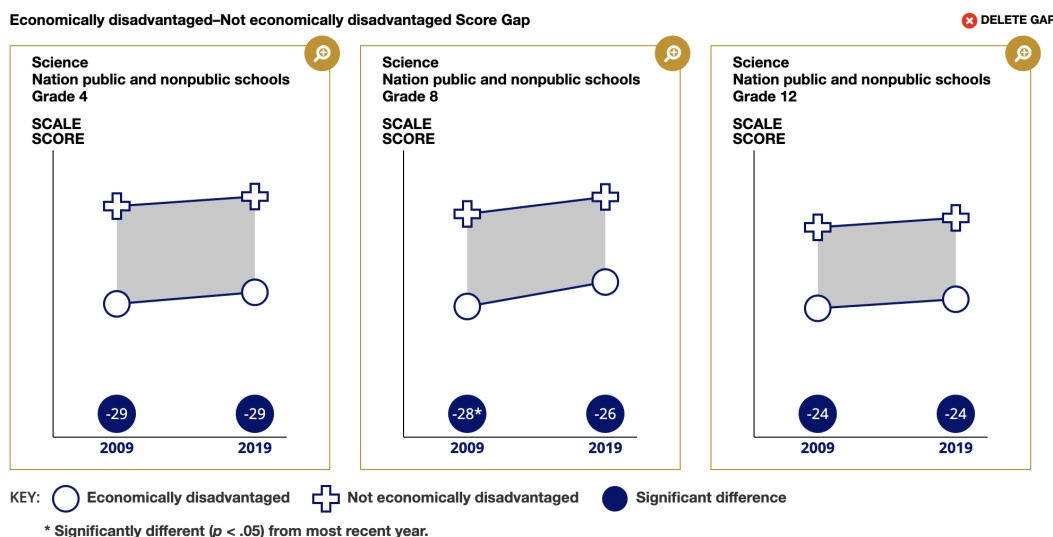 Economically disadvantaged–Not economically disadvantaged Score Gap
DELETE GAP
Science
Nation public and nonpublic schools
Grade 4
SCALE
SCORE
-29
-29
2009
2019
Science
Nation public and nonpublic schools
Grade 8
SCALE
SCORE
-28*
-26
2009
2019
Science
Nation public and nonpublic schools
Grade 12
SCALE
SCORE
-24
-24
2009
2019
KEY: Economically disadvantaged Not economically disadvantaged Significant difference
* Significantly different (p < .05) from most recent year.